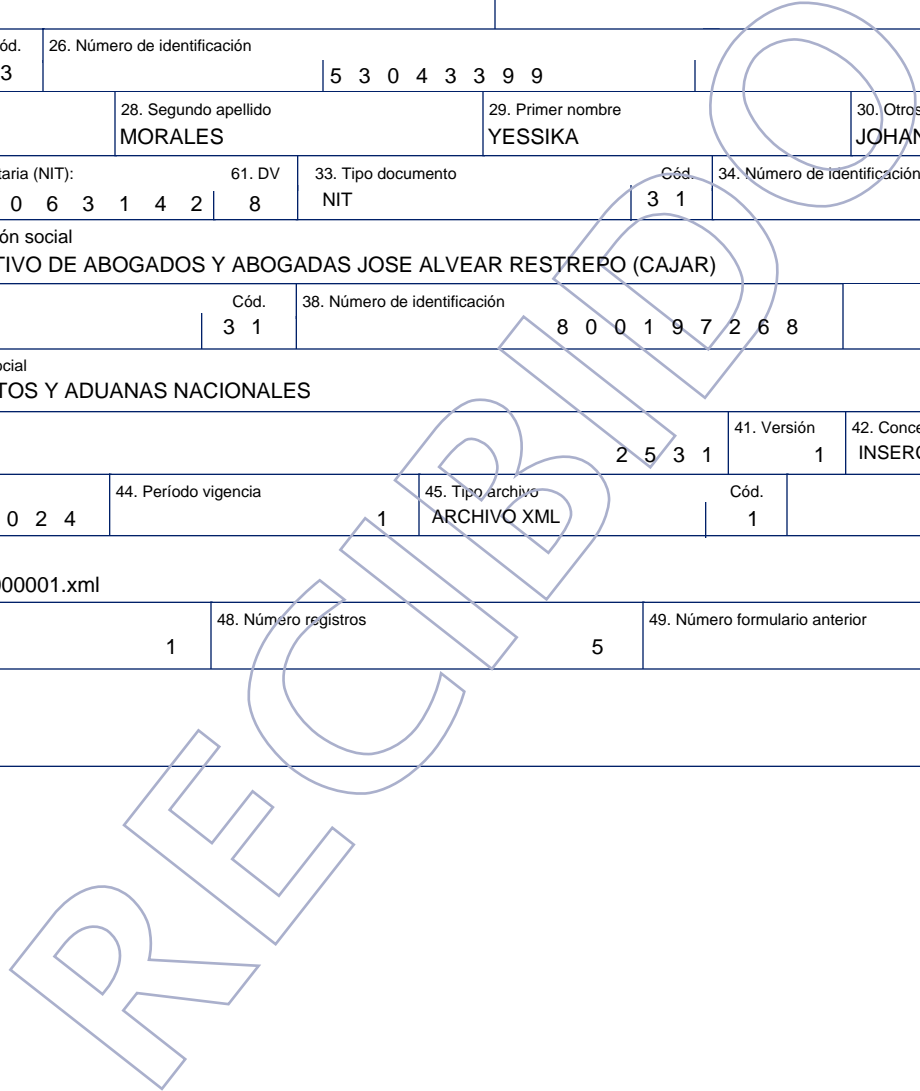 ód. 26. Número de identificación
3 5 3 0 4 3 3 9 9
28. Segundo apellido 29. Primer nombre 30. Otros
MORALES YESSIKA JOHAN
taria (NIT): 61. DV 33. Tipo documento Cód. 34. Número de identificación
0 6 3 1 4 2 8 NIT 3 1
ón social
TIVO DE ABOGADOS Y ABOGADAS JOSE ALVEAR RESTREPO (CAJAR)
Cód. 38. Número de identificación
3 1 8 0 0 1 9 7 2 6 8
ocial
TOS Y ADUANAS NACIONALES
41. Versión 42. Conce
2 5 3 1 1 INSERC
44. Período vigencia 45. Tipo archivo Cód.
0 2 4 1 ARCHIVO XML 1
000001.xml
48. Número registros 49. Número formulario anterior
1 5
RECIBIDO